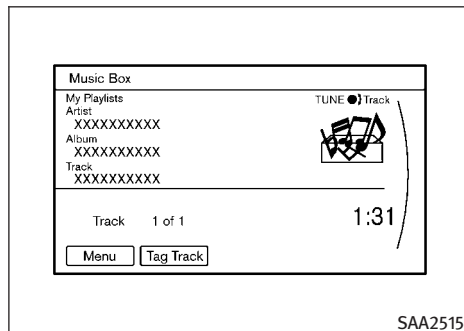 Music Box
My Playlists
TUNE Track
Artist
XXXXXXXXXX
Album
XXXXXXXXXX
Track
XXXXXXXXXX
Track 1 of 1
1:31
Menu
Tag Track
SAA2515